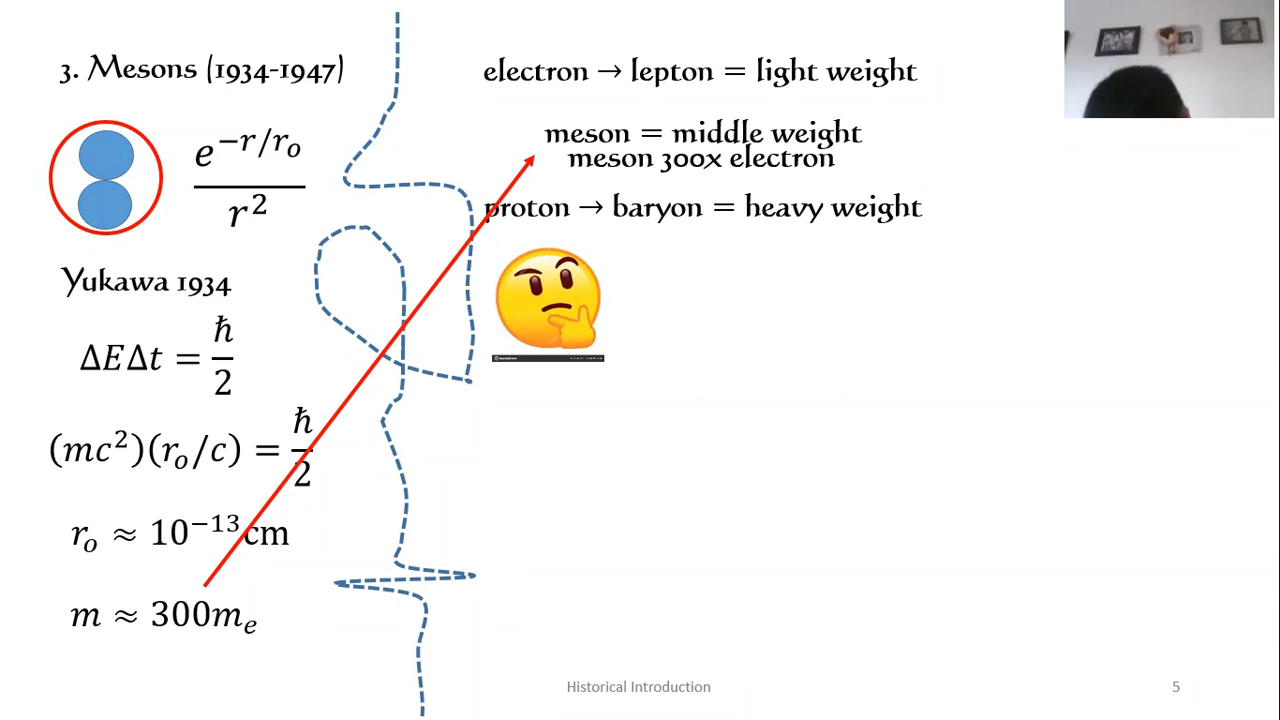 3. Mesons (1934-1947)
e^{-r/r_o} / r^2
Yukawa 1934
ΔEΔt = ℏ/2
(mc^2)(r_o/c) = ℏ/2
r_o ≈ 10^{-13} cm
m ≈ 300m_e
electron → lepton = light weight
meson = middle weight
meson 300x electron
proton → baryon = heavy weight
Historical Introduction
5